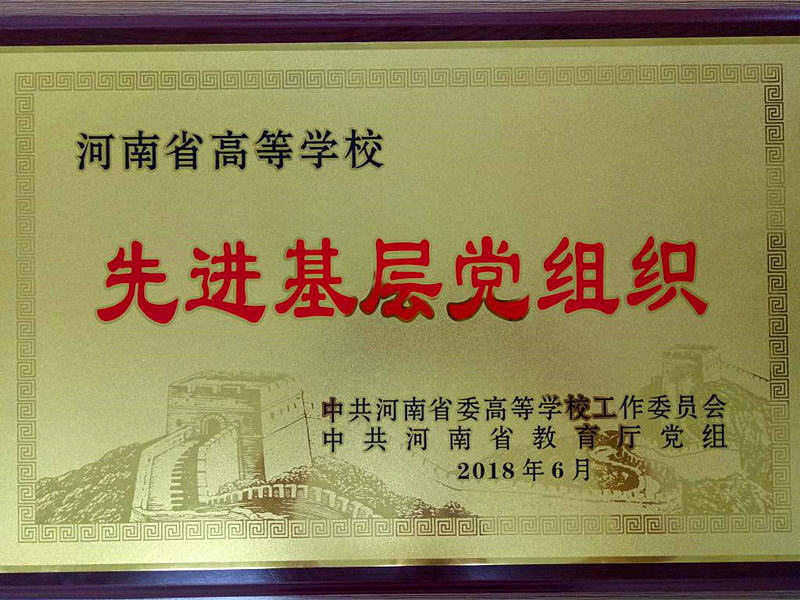 河南省高等学校
先进基层党组织
中共河南省委高等学校工作委员会
中共河南省教育厅党组
2018年6月